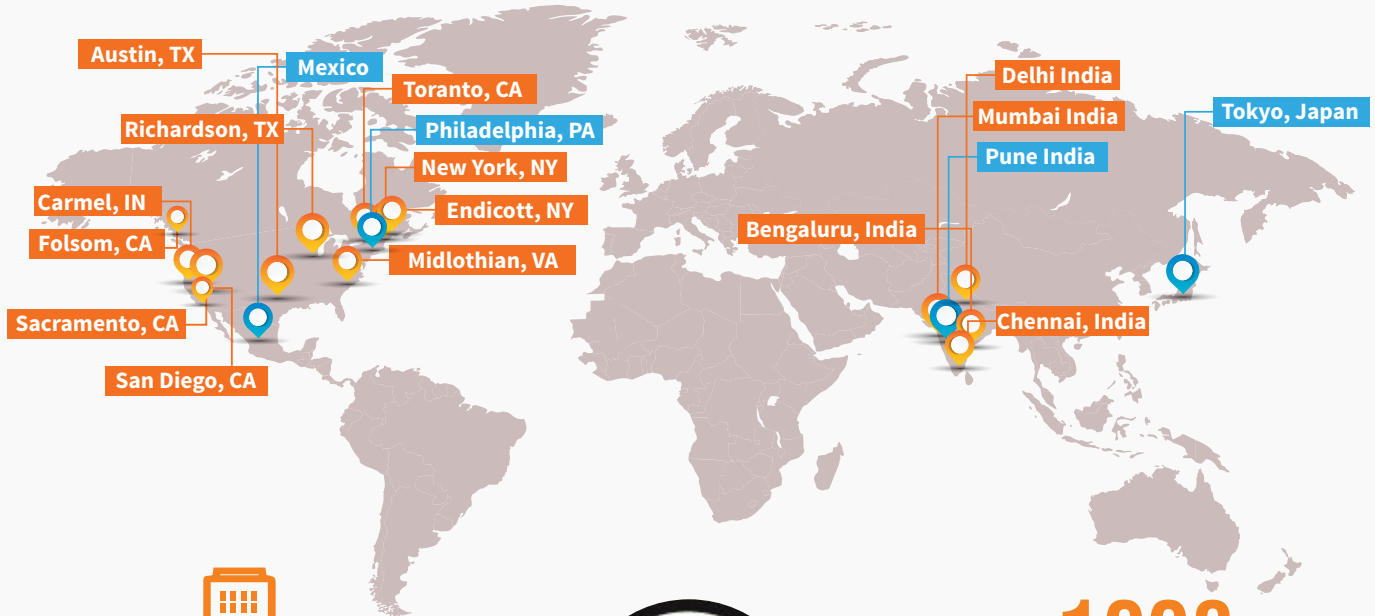 Austin, TX
Mexico
Delhi India
Toranto, CA
Mumbai India
Tokyo, Japan
Richardson, TX
Philadelphia, PA
Pune India
New York, NY
Carmel, IN
Endicott, NY
Bengaluru, India
Folsom, CA
Midlothian, VA
Sacramento, CA
Chennai, India
San Diego, CA